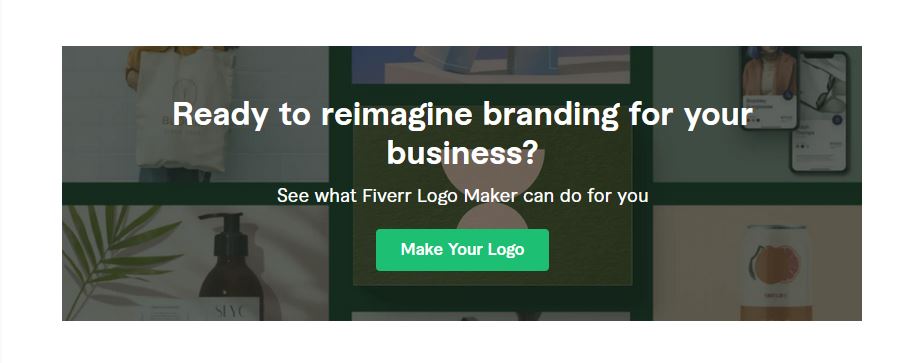 Ready to reimagine branding for your
business?
See what Fiverr Logo Maker can do for you
Make Your Logo